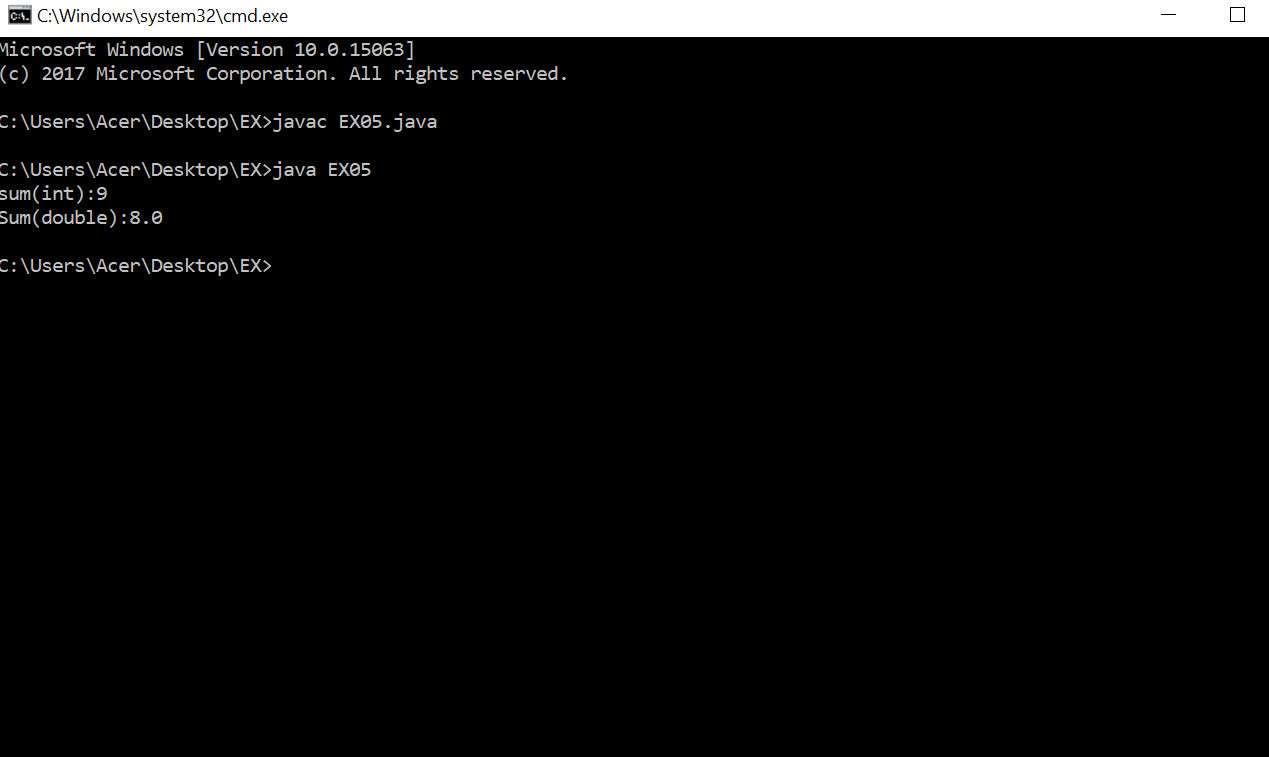 C:\Windows\system32\cmd.exe
Microsoft Windows [Version 10.0.15063]
(c) 2017 Microsoft Corporation. All rights reserved.
C:\Users\Acer\Desktop\EX>javac EX05.java
C:\Users\Acer\Desktop\EX>java EX05
sum(int):9
Sum(double):8.0
C:\Users\Acer\Desktop\EX>